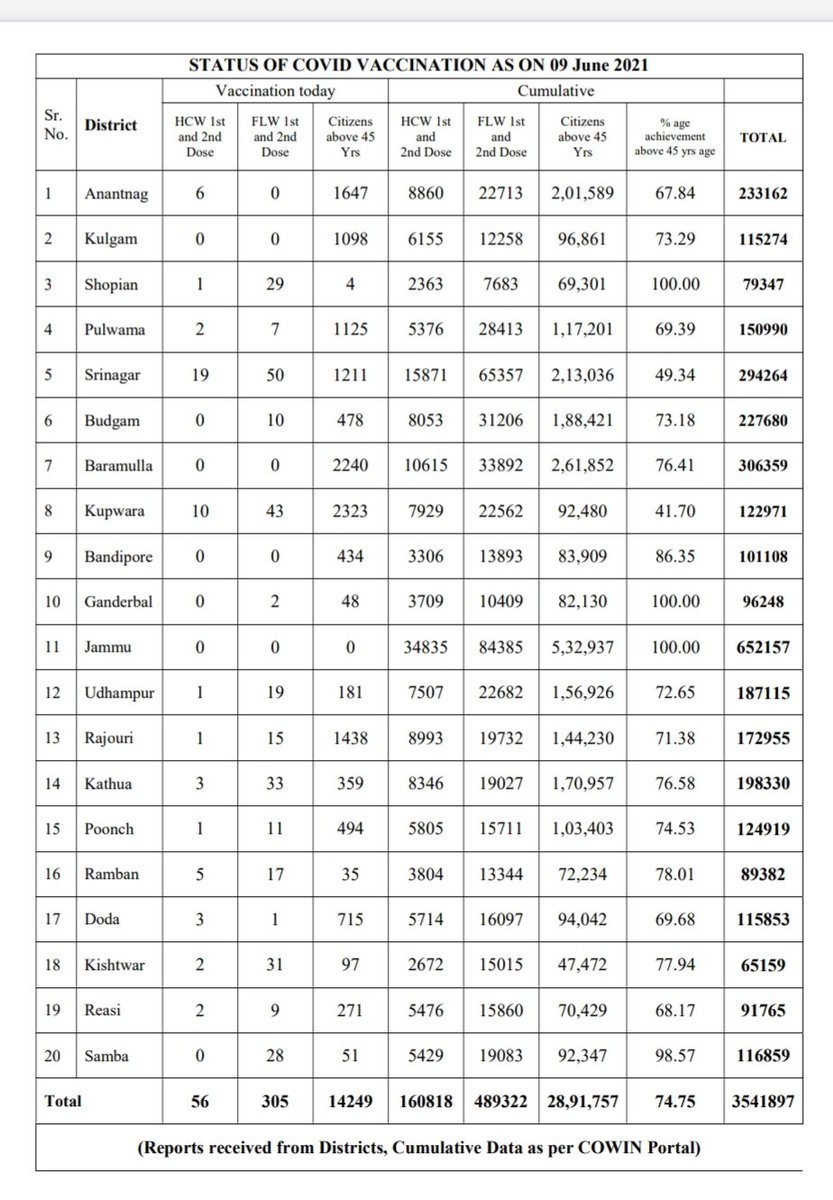 STATUS OF COVID VACCINATION AS ON 09 June 2021
Sr. No. District Vaccination today Cumulative
HCW 1st and 2nd Dose FLW 1st and 2nd Dose Citizens above 45 Yrs HCW 1st and 2nd Dose FLW 1st and 2nd Dose Citizens above 45 Yrs % age achievement above 45 yrs age TOTAL
1 Anantnag 6 0 1647 8860 22713 2,01,589 67.84 233162
2 Kulgam 0 0 1098 6155 12258 96,861 73.29 115274
3 Shopian 1 29 4 2363 7683 69,301 100.00 79347
4 Pulwama 2 7 1125 5376 28413 1,17,201 69.39 150990
5 Srinagar 19 50 1211 15871 65357 2,13,036 49.34 294264
6 Budgam 0 10 478 8053 31206 1,88,421 73.18 227680
7 Baramulla 0 0 2240 10615 33892 2,61,852 76.41 306359
8 Kupwara 10 43 2323 7929 22562 92,480 41.70 122971
9 Bandipore 0 0 434 3306 13893 83,909 86.35 101108
10 Ganderbal 0 2 48 3709 10409 82,130 100.00 96248
11 Jammu 0 0 0 34835 84385 5,32,937 100.00 652157
12 Udhampur 1 19 181 7507 22682 1,56,926 72.65 187115
13 Rajouri 1 15 1438 8993 19732 1,44,230 71.38 172955
14 Kathua 3 33 359 8346 19027 1,70,957 76.58 198330
15 Poonch 1 11 494 5805 15711 1,03,403 74.53 124919
16 Ramban 5 17 35 3804 13344 72,234 78.01 89382
17 Doda 3 1 715 5714 16097 94,042 69.68 115853
18 Kishtwar 2 31 97 2672 15015 47,472 77.94 65159
19 Reasi 2 9 271 5476 15860 70,429 68.17 91765
20 Samba 0 28 51 5429 19083 92,347 98.57 116859
Total 56 305 14249 160818 489322 28,91,757 74.75 3541897
(Reports received from Districts, Cumulative Data as per COWIN Portal)